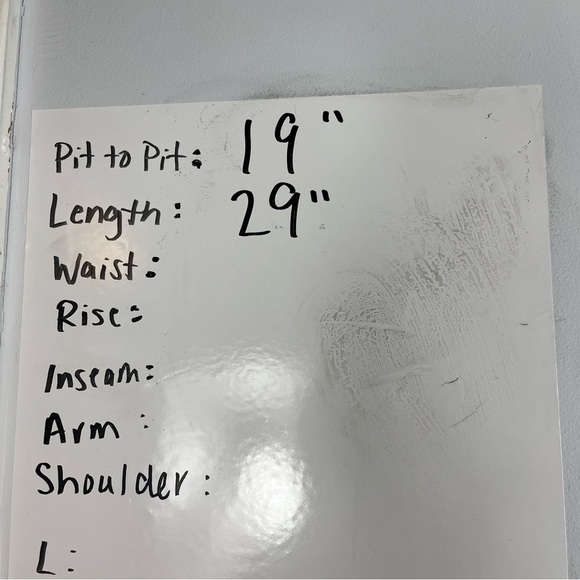 Pit to Pit: 19"
Length: 29"
Waist:
Rise:
Inseam:
Arm:
Shoulder:
L: